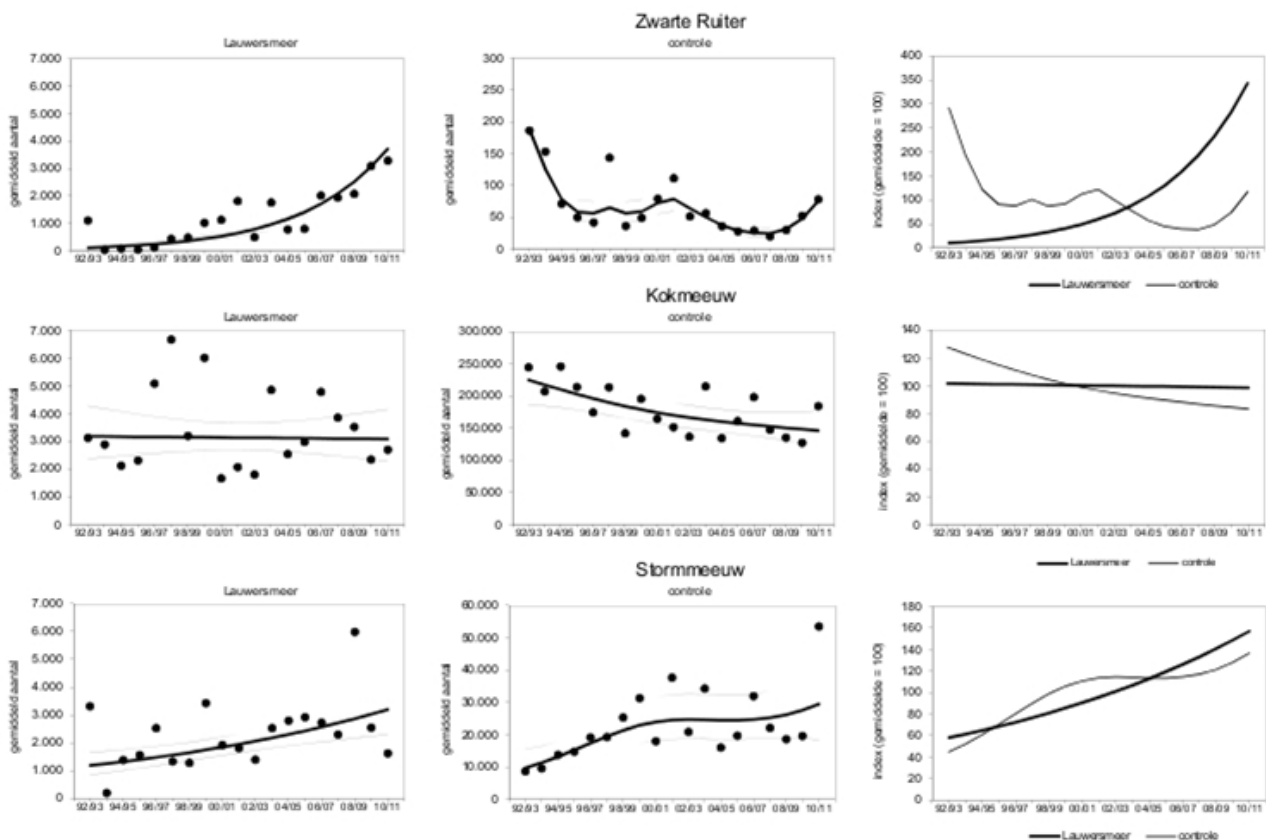 Zwarte Ruiter
Lauwersmeer
controle
gemiddeld aantal
7.000
6.000
5.000
4.000
3.000
2.000
1.000
0
92/93 94/95 96/97 98/99 00/01 02/03 04/05 06/07 08/09 10/11
gemiddeld aantal
300
250
200
150
100
50
0
92/93 94/95 96/97 98/99 00/01 02/03 04/05 06/07 08/09 10/11
index (gemiddelde = 100)
400
350
300
250
200
150
100
50
0
92/93 94/95 96/97 98/99 00/01 02/03 04/05 06/07 08/09 10/11
Lauwersmeer controle
Kokmeeuw
Lauwersmeer
controle
gemiddeld aantal
7.000
6.000
5.000
4.000
3.000
2.000
1.000
0
92/93 94/95 96/97 98/99 00/01 02/03 04/05 06/07 08/09 10/11
gemiddeld aantal
300.000
250.000
200.000
150.000
100.000
50.000
0
92/93 94/95 96/97 98/99 00/01 02/03 04/05 06/07 08/09 10/11
index (gemiddelde = 100)
140
120
100
80
60
40
20
0
92/93 94/95 96/97 98/99 00/01 02/03 04/05 06/07 08/09 10/11
Lauwersmeer controle
Stormmeeuw
Lauwersmeer
controle
gemiddeld aantal
7.000
6.000
5.000
4.000
3.000
2.000
1.000
0
92/93 94/95 96/97 98/99 00/01 02/03 04/05 06/07 08/09 10/11
gemiddeld aantal
60.000
50.000
40.000
30.000
20.000
10.000
0
92/93 94/95 96/97 98/99 00/01 02/03 04/05 06/07 08/09 10/11
index (gemiddelde = 100)
180
160
140
120
100
80
60
40
20
0
92/93 94/95 96/97 98/99 00/01 02/03 04/05 06/07 08/09 10/11
Lauwersmeer controle